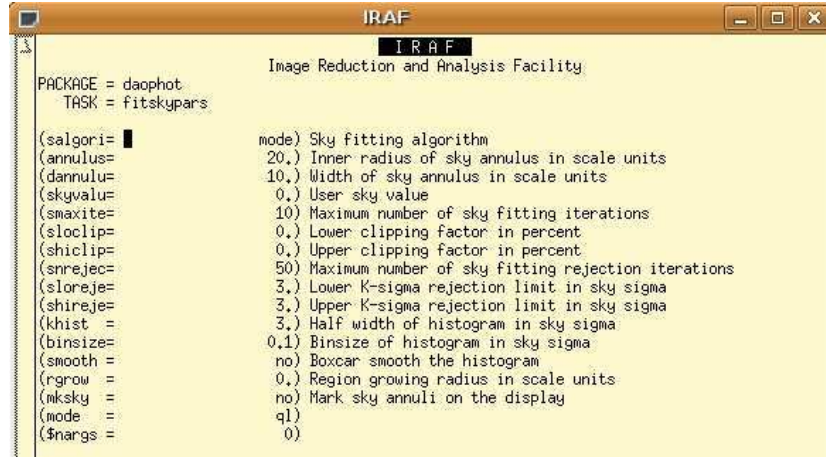 IRAF
I R A F
Image Reduction and Analysis Facility
PACKAGE = daophot
TASK = fitskypars
(salgori= mode) Sky fitting algorithm
(annulus= 20.) Inner radius of sky annulus in scale units
(dannulu= 10.) Width of sky annulus in scale units
(skyvalu= 0.) User sky value
(smaxite= 10) Maximum number of sky fitting iterations
(sloclip= 0.) Lower clipping factor in percent
(shiclip= 0.) Upper clipping factor in percent
(snrejec= 50) Maximum number of sky fitting rejection iterations
(sloreje= 3.) Lower K-sigma rejection limit in sky sigma
(shireje= 3.) Upper K-sigma rejection limit in sky sigma
(khist = 3.) Half width of histogram in sky sigma
(binsize= 0.1) Binsize of histogram in sky sigma
(smooth = no) Boxcar smooth the histogram
(rgrow = 0.) Region growing radius in scale units
(mksky = no) Mark sky annuli on the display
(mode = ql)
($nargs = 0)